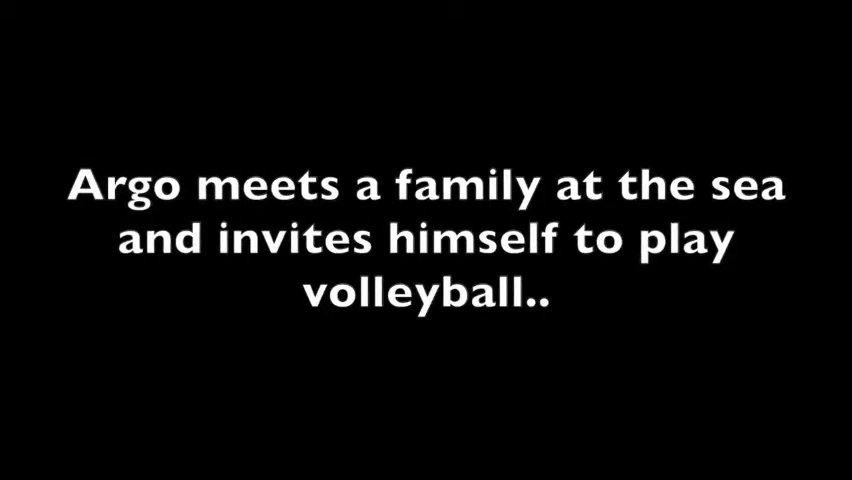 Argo meets a family at the sea
and invites himself to play
volleyball..